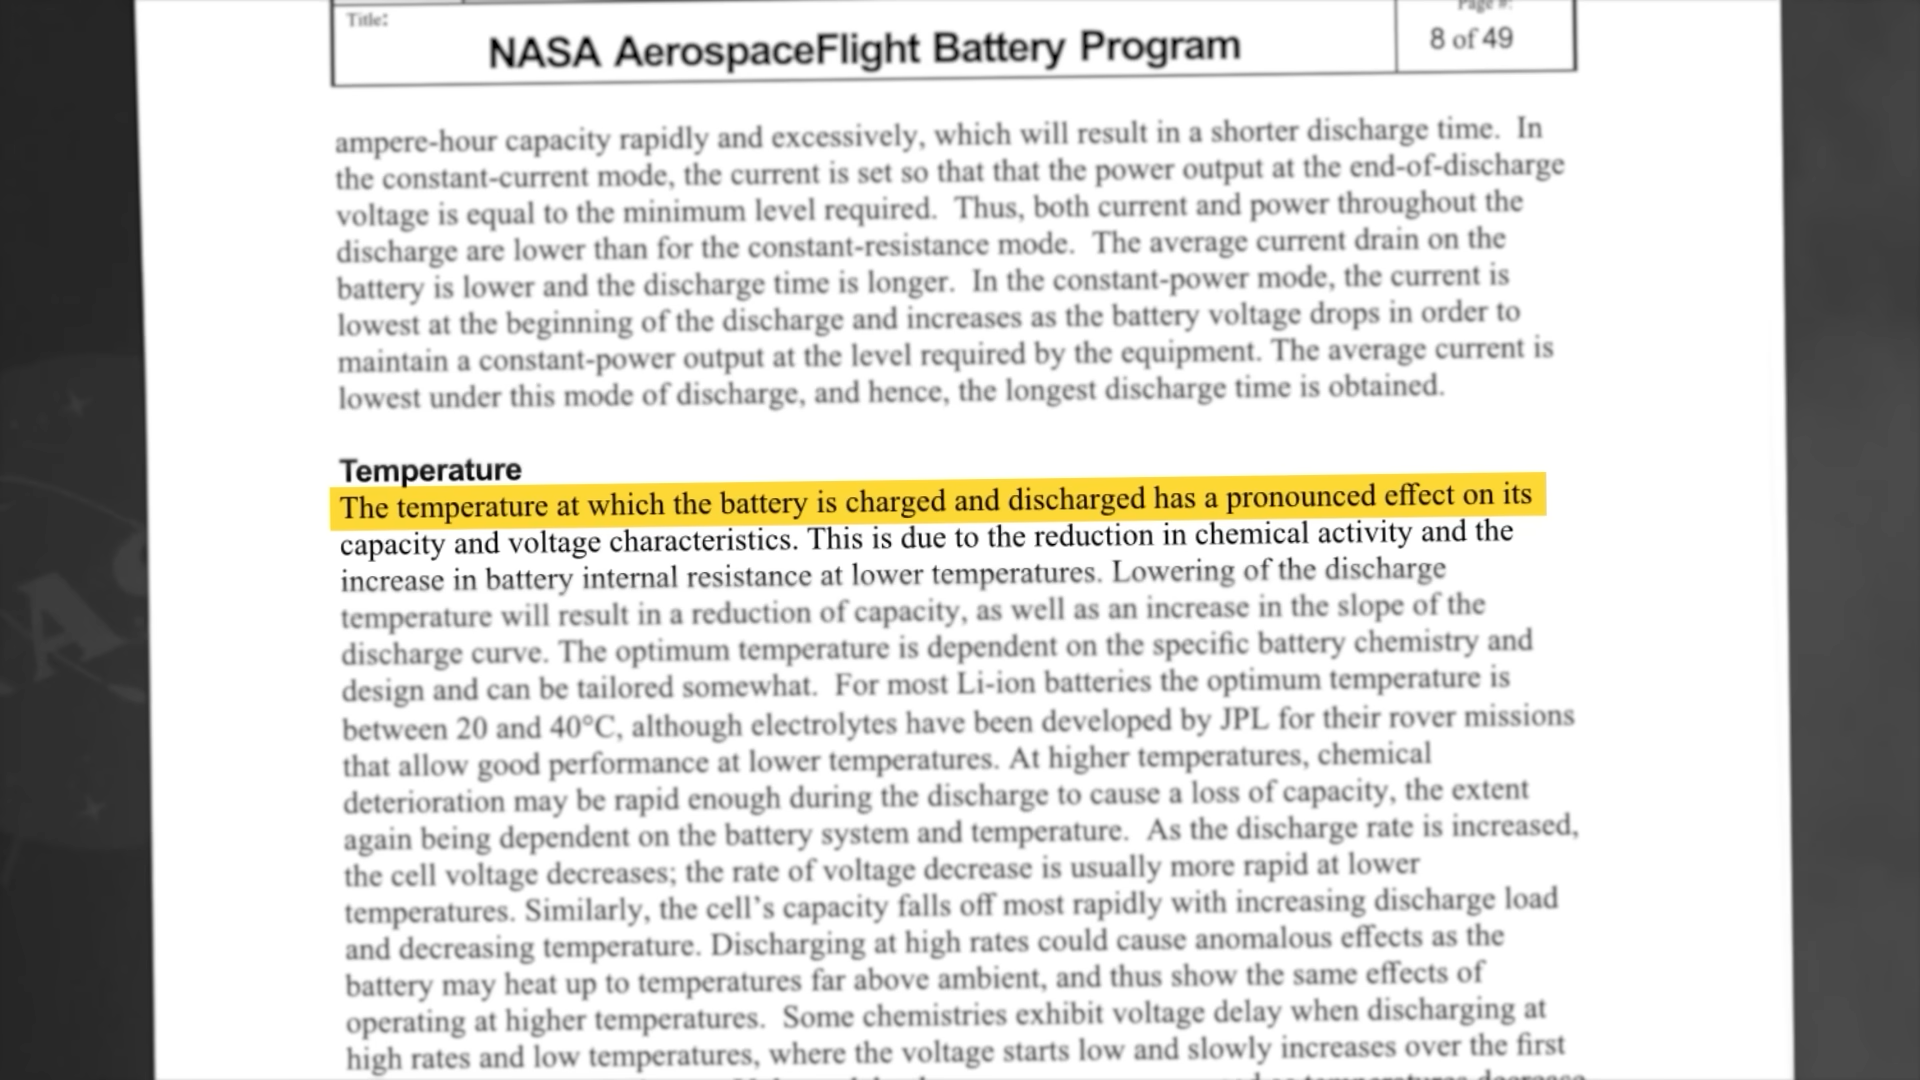 Title:
Page #:
NASA AerospaceFlight Battery Program
8 of 49
ampere-hour capacity rapidly and excessively, which will result in a shorter discharge time. In
the constant-current mode, the current is set so that that the power output at the end-of-discharge
voltage is equal to the minimum level required. Thus, both current and power throughout the
discharge are lower than for the constant-resistance mode. The average current drain on the
battery is lower and the discharge time is longer. In the constant-power mode, the current is
lowest at the beginning of the discharge and increases as the battery voltage drops in order to
maintain a constant-power output at the level required by the equipment. The average current is
lowest under this mode of discharge, and hence, the longest discharge time is obtained.
Temperature
The temperature at which the battery is charged and discharged has a pronounced effect on its
capacity and voltage characteristics. This is due to the reduction in chemical activity and the
increase in battery internal resistance at lower temperatures. Lowering of the discharge
temperature will result in a reduction of capacity, as well as an increase in the slope of the
discharge curve. The optimum temperature is dependent on the specific battery chemistry and
design and can be tailored somewhat. For most Li-ion batteries the optimum temperature is
between 20 and 40°C, although electrolytes have been developed by JPL for their rover missions
that allow good performance at lower temperatures. At higher temperatures, chemical
deterioration may be rapid enough during the discharge to cause a loss of capacity, the extent
again being dependent on the battery system and temperature. As the discharge rate is increased,
the cell voltage decreases; the rate of voltage decrease is usually more rapid at lower
temperatures. Similarly, the cell's capacity falls off most rapidly with increasing discharge load
and decreasing temperature. Discharging at high rates could cause anomalous effects as the
battery may heat up to temperatures far above ambient, and thus show the same effects of
operating at higher temperatures. Some chemistries exhibit voltage delay when discharging at
high rates and low temperatures, where the voltage starts low and slowly increases over the first